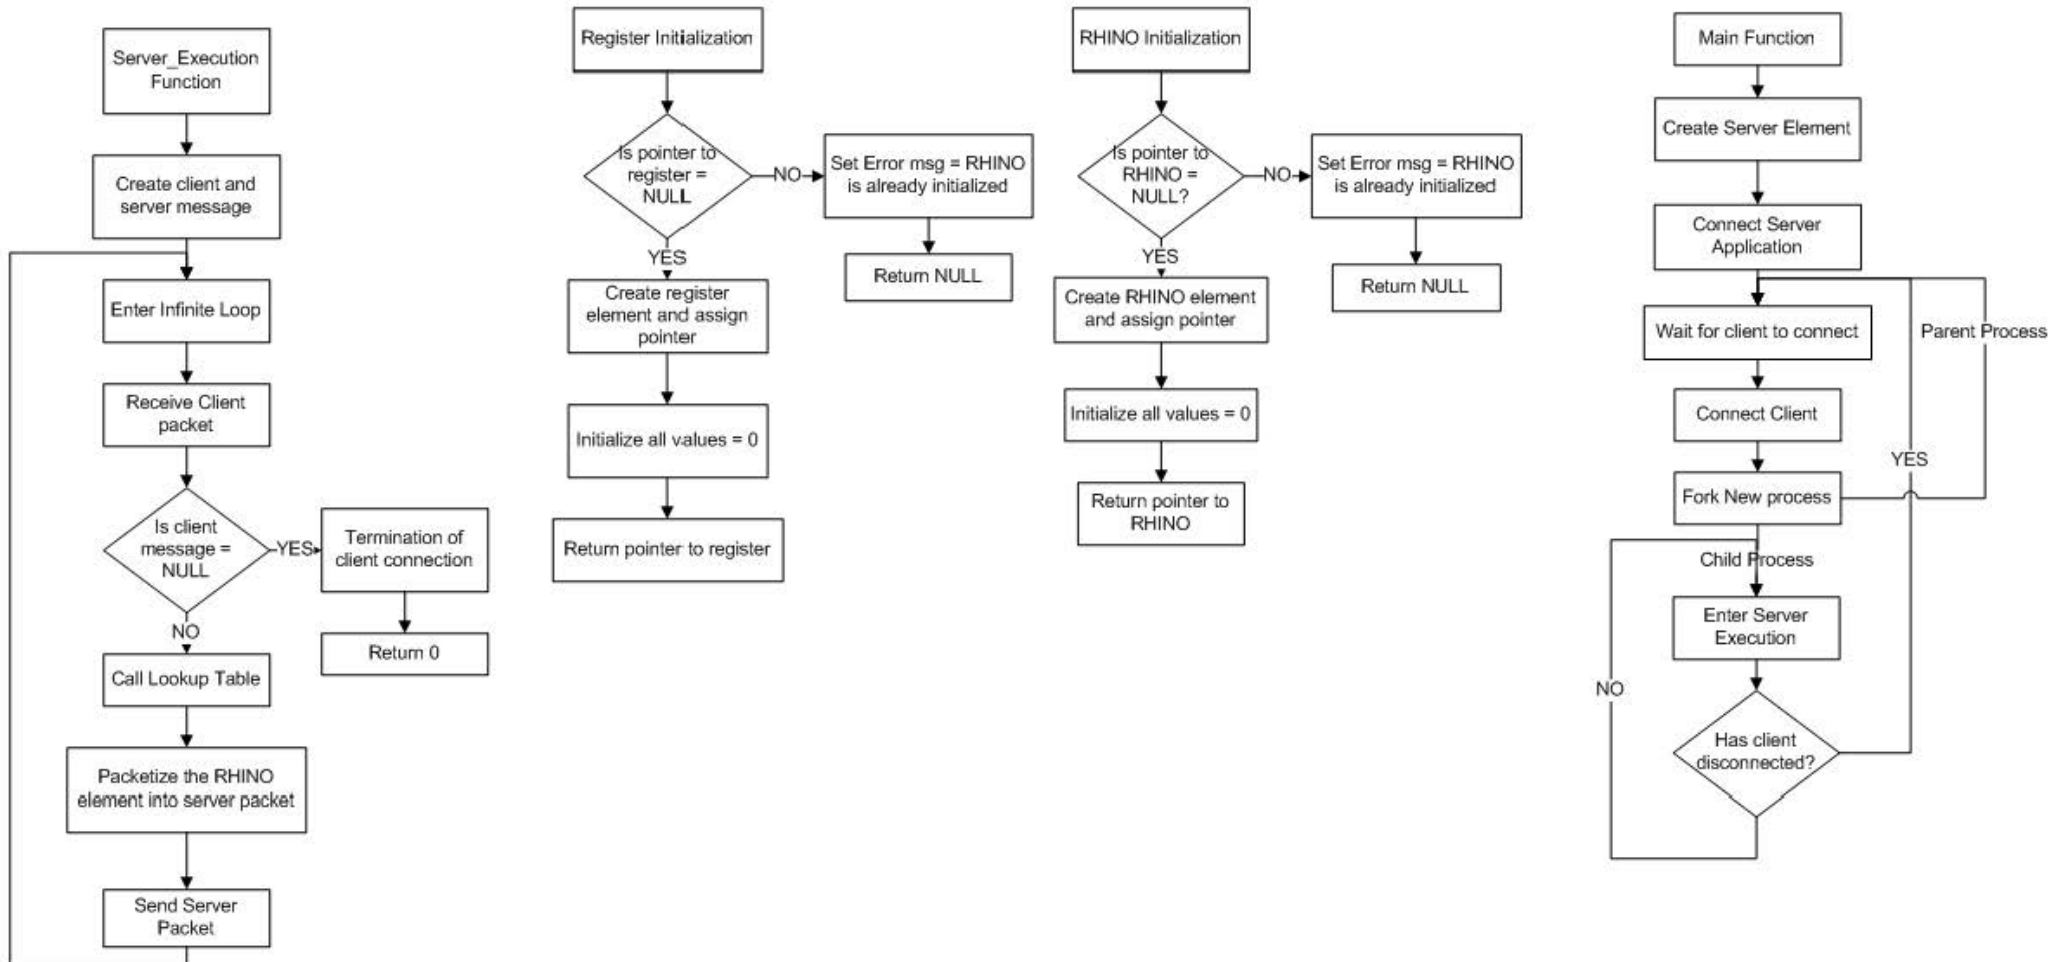 Server_Execution
Function
Create client and
server message
Enter Infinite Loop
Receive Client
packet
Is client
message =
NULL
YES
Termination of
client connection
Return 0
NO
Call Lookup Table
Packetize the RHINO
element into server packet
Send Server
Packet
Register Initialization
Is pointer to
register =
NULL
NO
Set Error msg = RHINO
is already initialized
Return NULL
YES
Create register
element and assign
pointer
Initialize all values = 0
Return pointer to register
RHINO Initialization
Is pointer to
RHINO =
NULL?
NO
Set Error msg = RHINO
is already initialized
Return NULL
YES
Create RHINO element
and assign pointer
Initialize all values = 0
Return pointer to
RHINO
Main Function
Create Server Element
Connect Server
Application
Wait for client to connect
Parent Process
Connect Client
YES
Fork New process
Child Process
Enter Server
Execution
NO
Has client
disconnected?